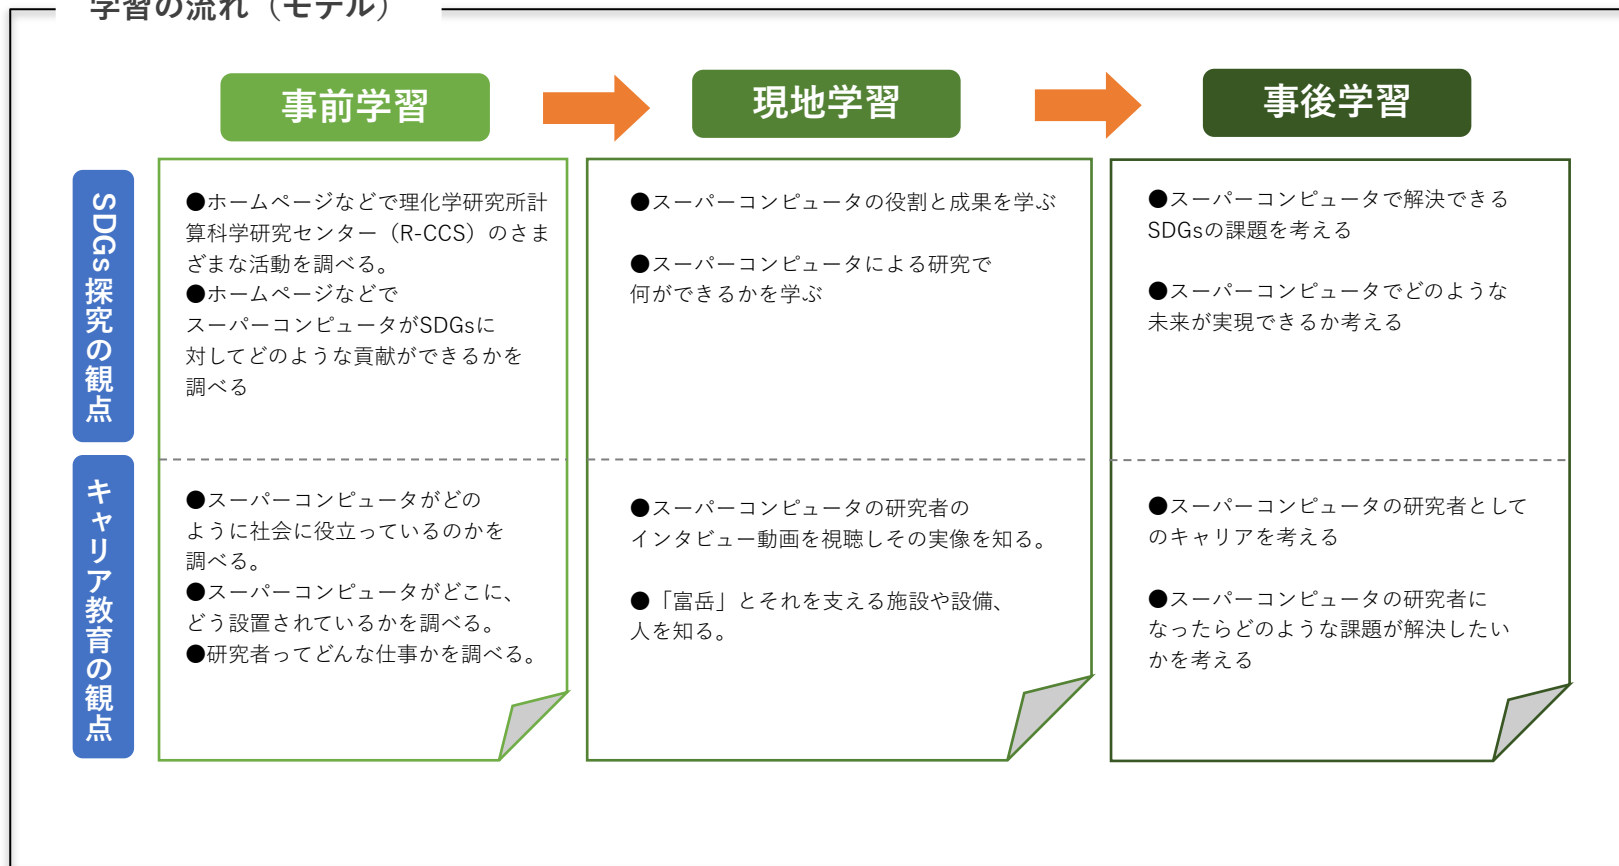 学習の流れ（モデル）
事前学習
現地学習
事後学習
SDGs探究の観点
●ホームページなどで理化学研究所計
算科学研究センター（R-CCS）のさま
ざまな活動を調べる。
●ホームページなどで
スーパーコンピュータがSDGsに
対してどのような貢献ができるかを
調べる
●スーパーコンピュータの役割と成果を学ぶ
●スーパーコンピュータによる研究で
何ができるかを学ぶ
●スーパーコンピュータで解決できる
SDGsの課題を考える
●スーパーコンピュータでどのような
未来が実現できるか考える
キャリア教育の観点
●スーパーコンピュータがどの
ように社会に役立っているのかを
調べる。
●スーパーコンピュータがどこに、
どう設置されているかを調べる。
●研究者ってどんな仕事かを調べる。
●スーパーコンピュータの研究者の
インタビュー動画を視聴しその実像を知る。
●「富岳」とそれを支える施設や設備、
人を知る。
●スーパーコンピュータの研究者として
のキャリアを考える
●スーパーコンピュータの研究者に
なったらどのような課題が解決したい
かを考える